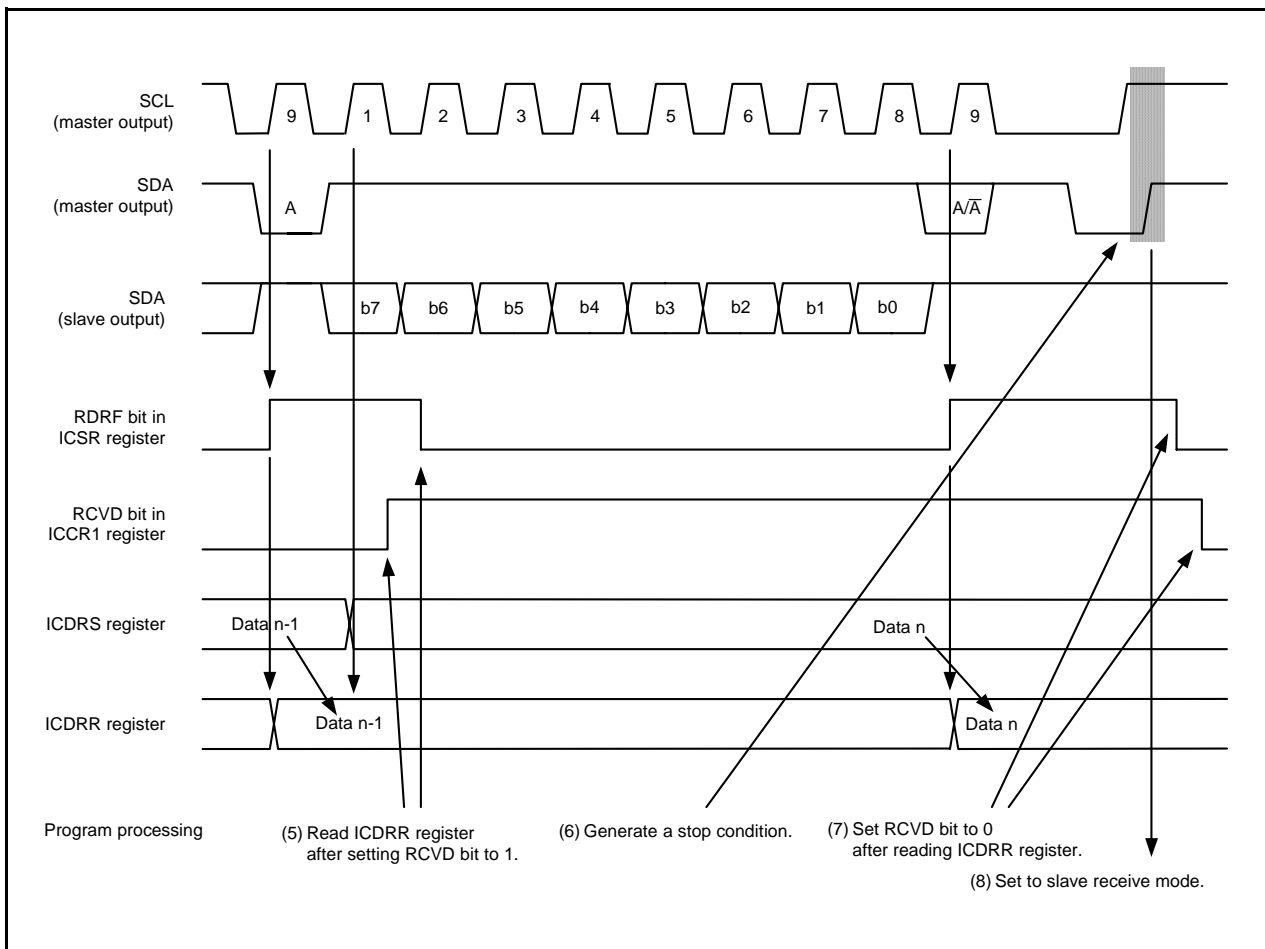 SCL
(master output)
9 1 2 3 4 5 6 7 8 9
SDA
(master output)
A A/A̅
SDA
(slave output)
b7 b6 b5 b4 b3 b2 b1 b0
RDRF bit in
ICSR register
RCVD bit in
ICCR1 register
ICDRS register
Data n-1 Data n
ICDRR register
Data n-1 Data n
Program processing
(5) Read ICDRR register
after setting RCVD bit to 1.
(6) Generate a stop condition.
(7) Set RCVD bit to 0
after reading ICDRR register.
(8) Set to slave receive mode.